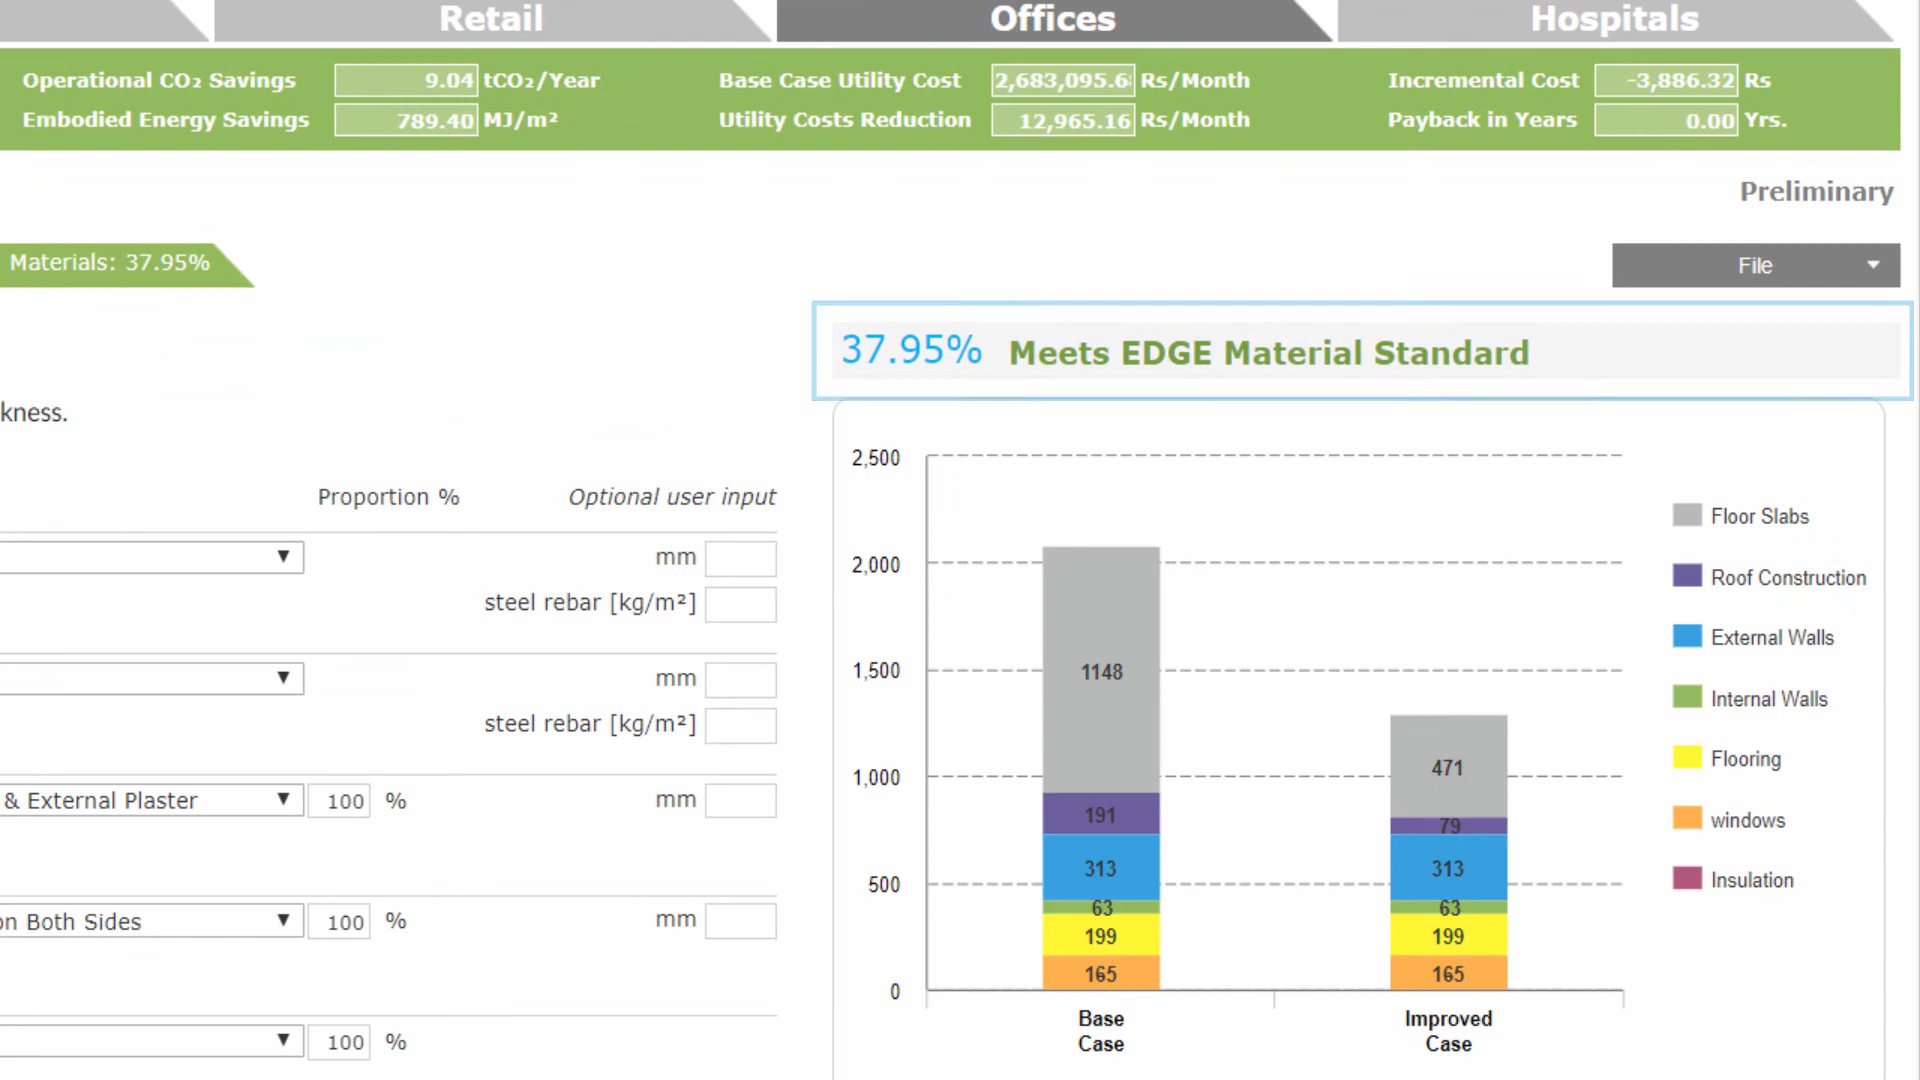 Retail
Offices
Hospitals
Operational CO₂ Savings 9.04 tCO₂/Year
Base Case Utility Cost 2,683,095.6 Rs/Month
Incremental Cost -3,886.32 Rs
Embodied Energy Savings 789.40 MJ/m²
Utility Costs Reduction 12,965.16 Rs/Month
Payback in Years 0.00 Yrs.
Preliminary
Materials: 37.95%
File
37.95% Meets EDGE Material Standard
kness.
Proportion % Optional user input
mm
steel rebar [kg/m²]
mm
steel rebar [kg/m²]
& External Plaster 100 % mm
on Both Sides 100 % mm
100 %
2,500
2,000
1,500
1,000
500
0
1148
191
313
63
199
165
471
79
313
63
199
165
Base
Case
Improved
Case
Floor Slabs
Roof Construction
External Walls
Internal Walls
Flooring
windows
Insulation